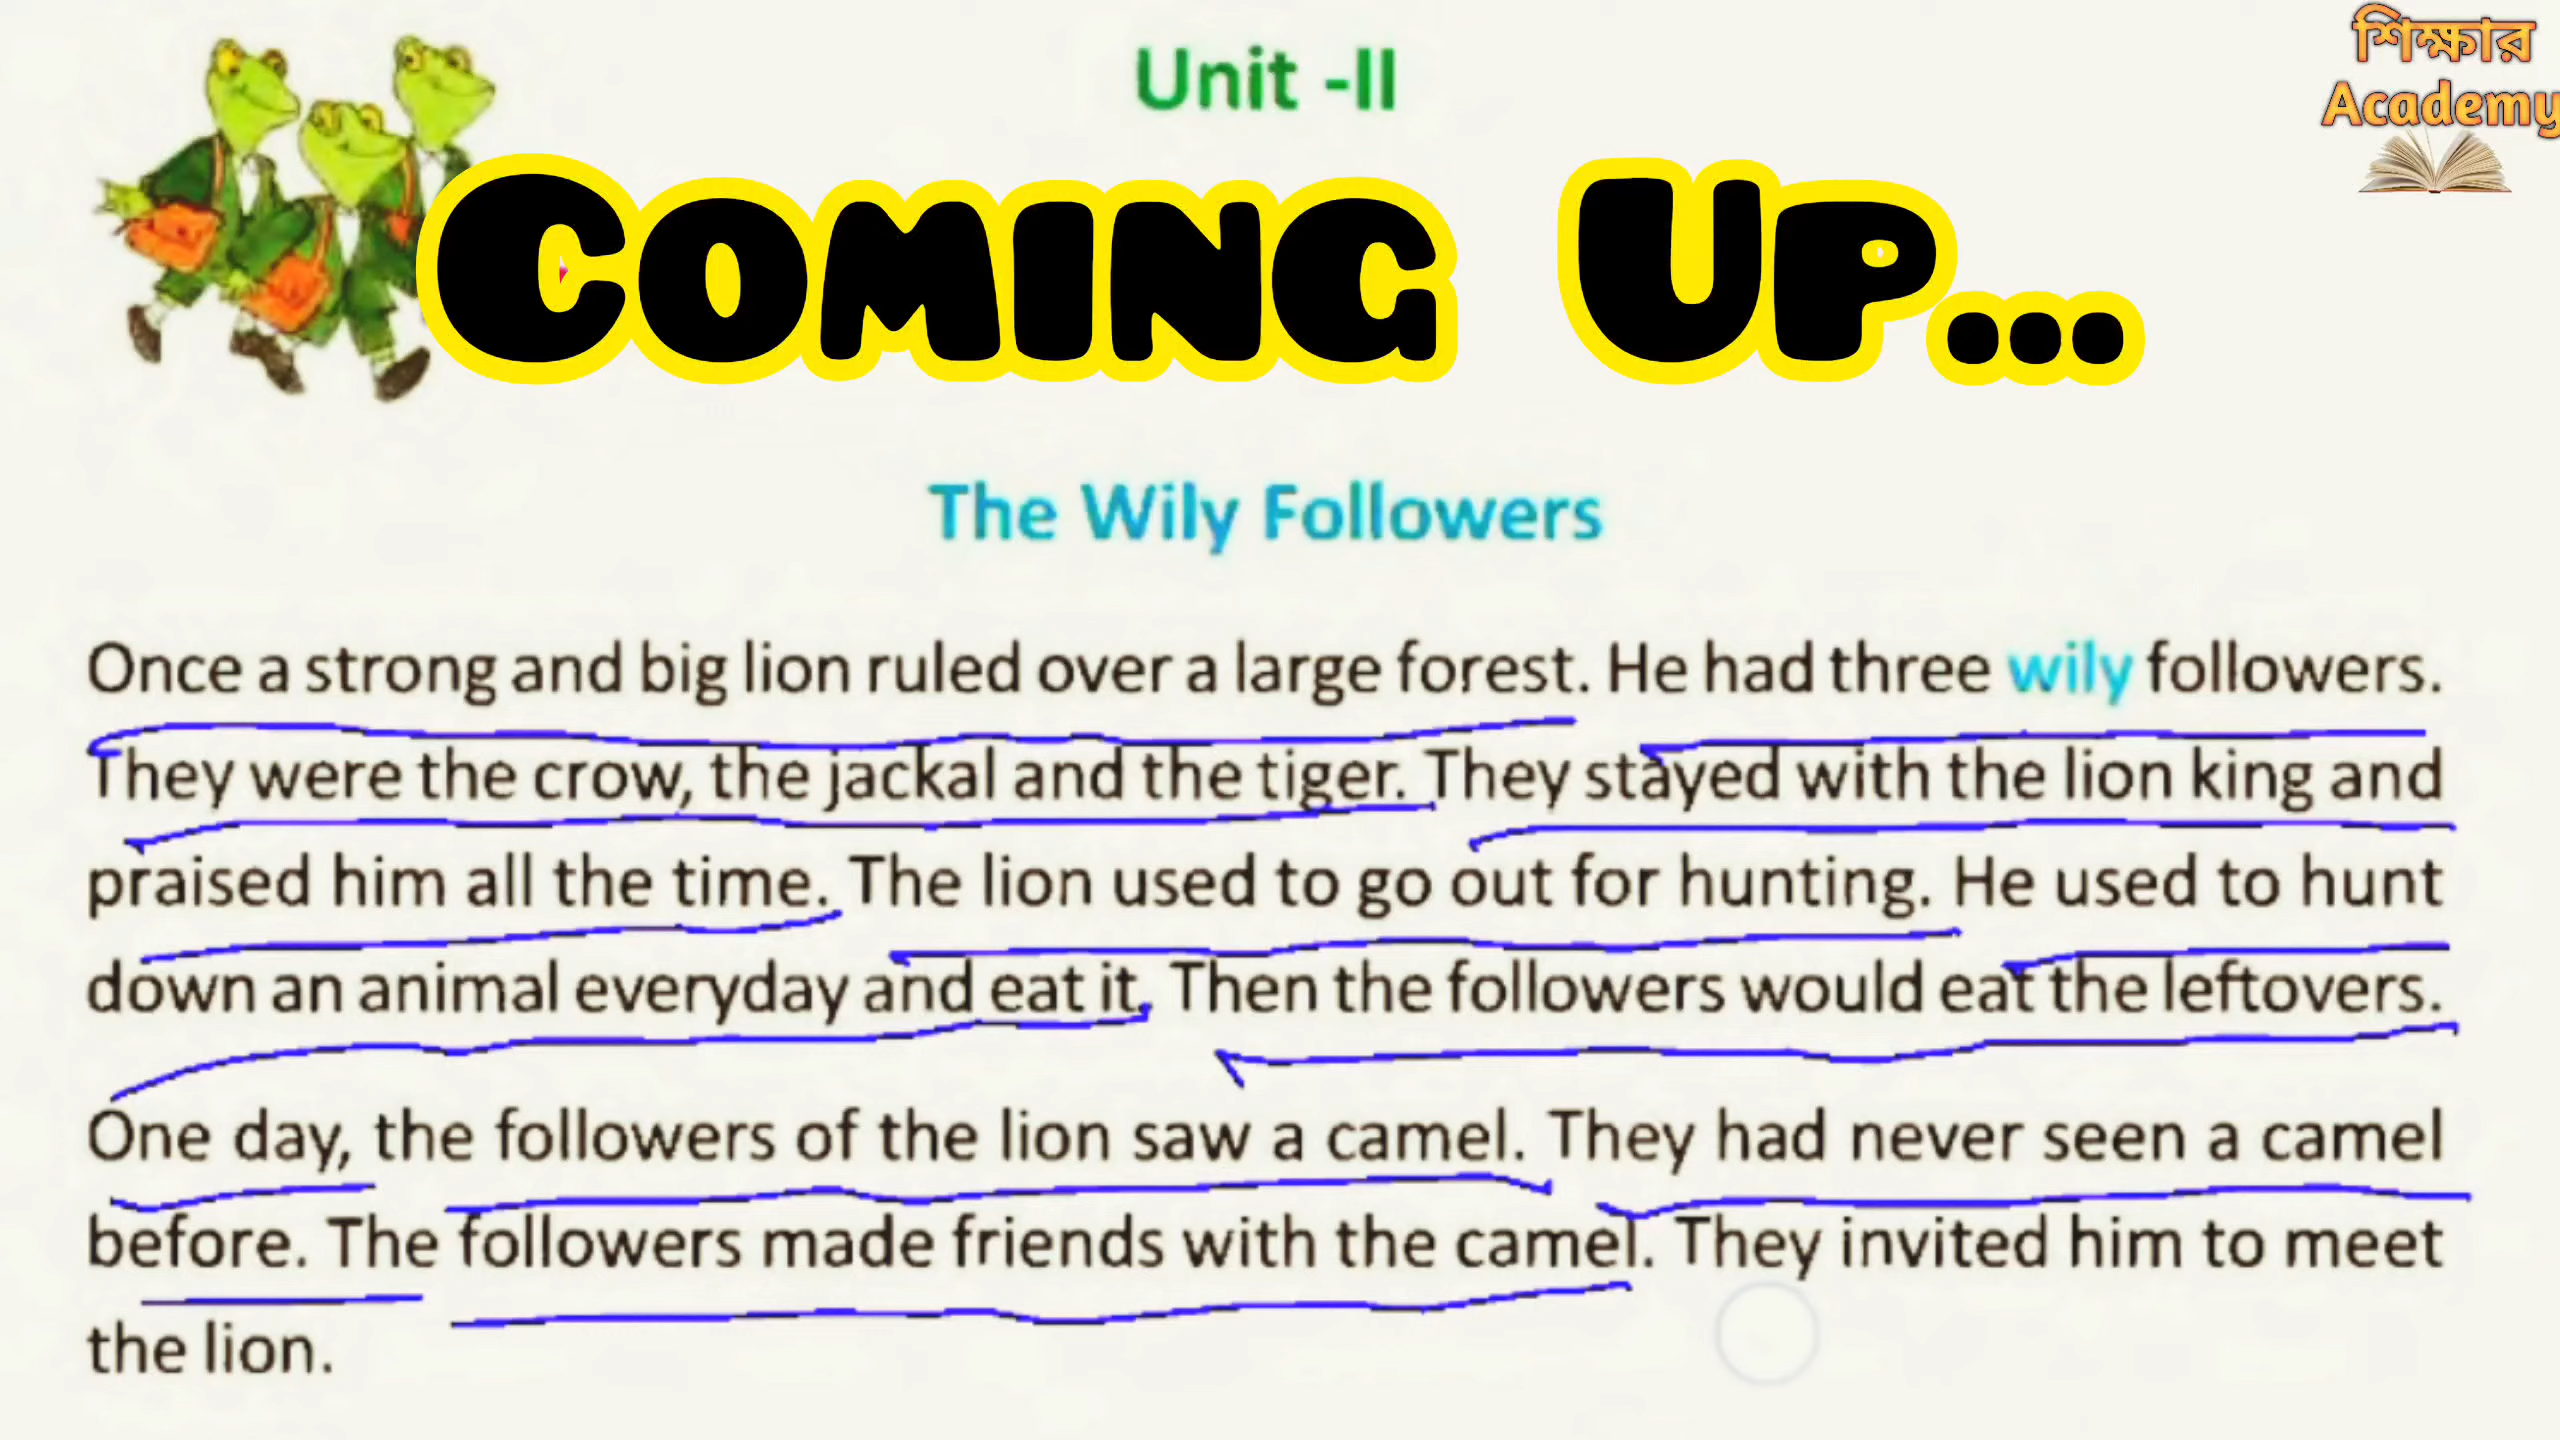 শিক্ষার
Academy
Unit -II
Coming Up...
The Wily Followers
Once a strong and big lion ruled over a large forest. He had three wily followers.
They were the crow, the jackal and the tiger. They stayed with the lion king and
praised him all the time. The lion used to go out for hunting. He used to hunt
down an animal everyday and eat it. Then the followers would eat the leftovers.
One day, the followers of the lion saw a camel. They had never seen a camel
before. The followers made friends with the camel. They invited him to meet
the lion.